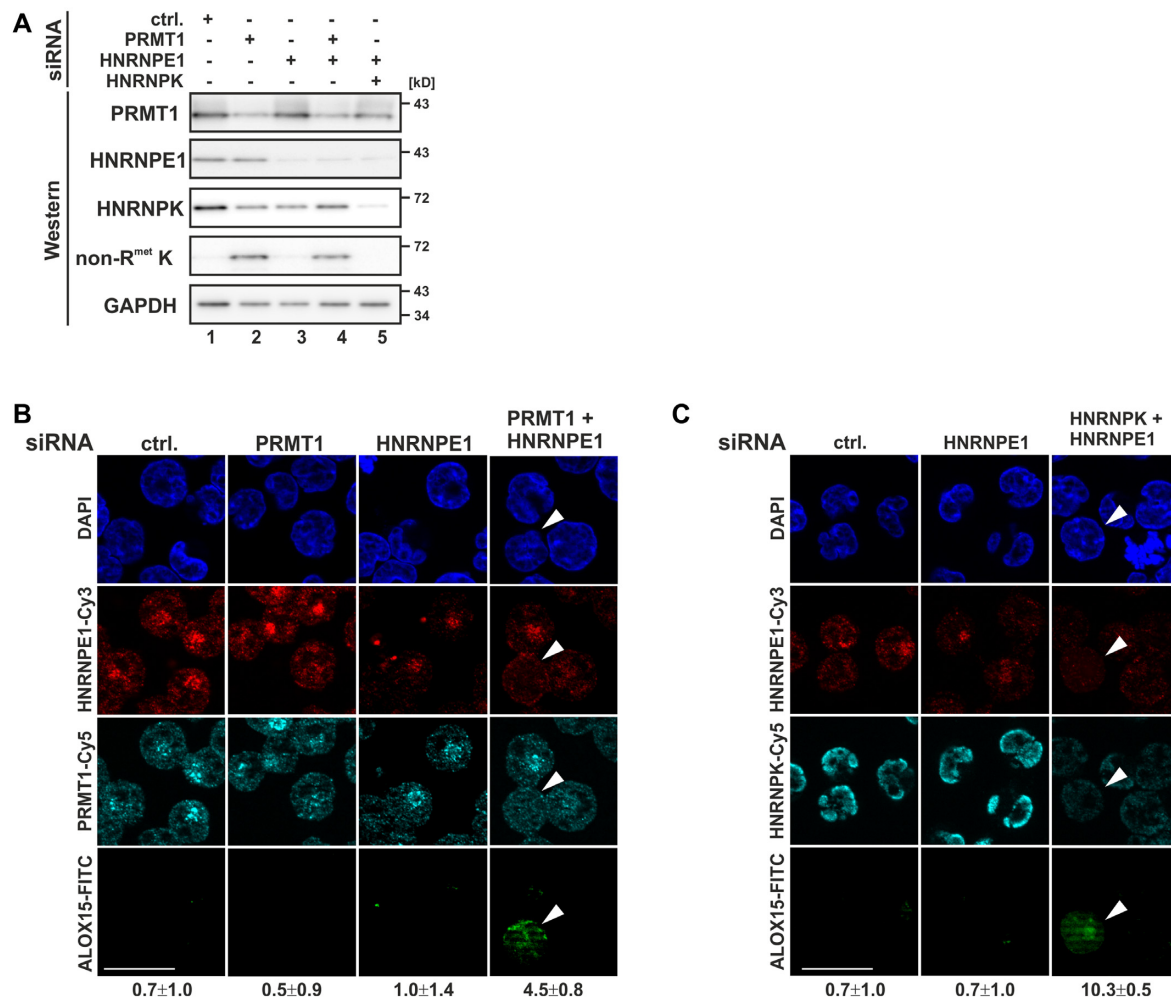 A
siRNA
ctrl. + - - - -
PRMT1 - + - + -
HNRNPE1 - - + + +
HNRNPK - - - - + [kD]
Western
PRMT1 43
HNRNPE1 43
HNRNPK 72
non-Rmet K 72
GAPDH 43
34
1 2 3 4 5
B
siRNA ctrl. PRMT1 HNRNPE1 PRMT1 +
HNRNPE1
DAPI
HNRNPE1-Cy3
PRMT1-Cy5
ALOX15-FITC
0.7±1.0 0.5±0.9 1.0±1.4 4.5±0.8
C
siRNA ctrl. HNRNPE1 HNRNPK +
HNRNPE1
DAPI
HNRNPE1-Cy3
HNRNPK-Cy5
ALOX15-FITC
0.7±1.0 0.7±1.0 10.3±0.5